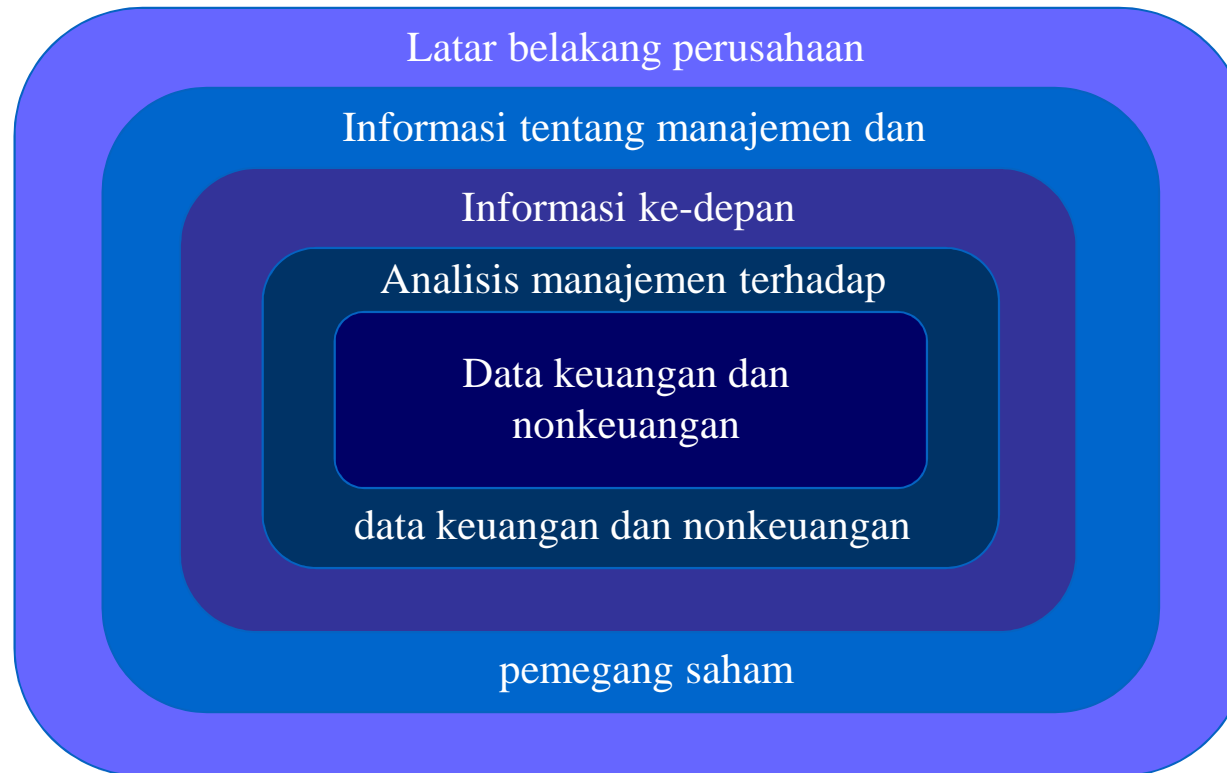 Latar belakang perusahaan
Informasi tentang manajemen dan
Informasi ke-depan
Analisis manajemen terhadap
Data keuangan dan
nonkeuangan
data keuangan dan nonkeuangan
pemegang saham